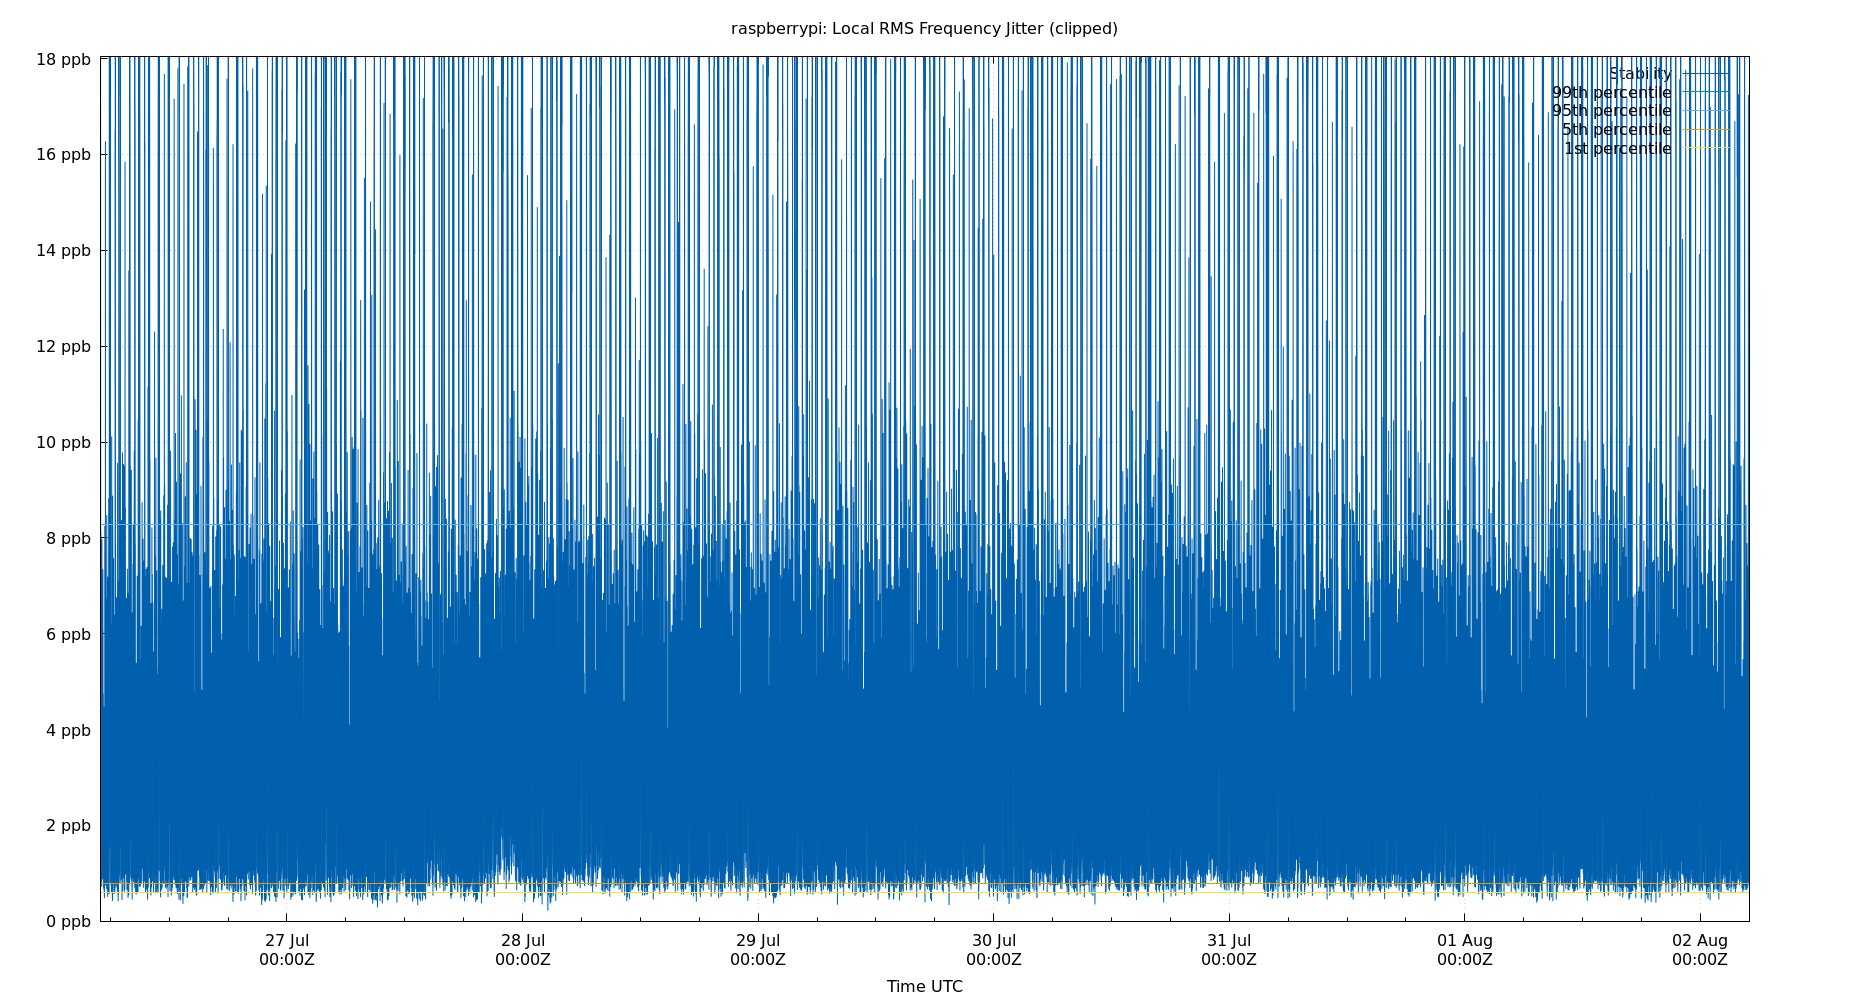 raspberrypi: Local RMS Frequency Jitter (clipped)
18 ppb
16 ppb
14 ppb
12 ppb
10 ppb
8 ppb
6 ppb
4 ppb
2 ppb
0 ppb
Stability
99th percentile
95th percentile
5th percentile
1st percentile
27 Jul
00:00Z
28 Jul
00:00Z
29 Jul
00:00Z
30 Jul
00:00Z
31 Jul
00:00Z
01 Aug
00:00Z
02 Aug
00:00Z
Time UTC